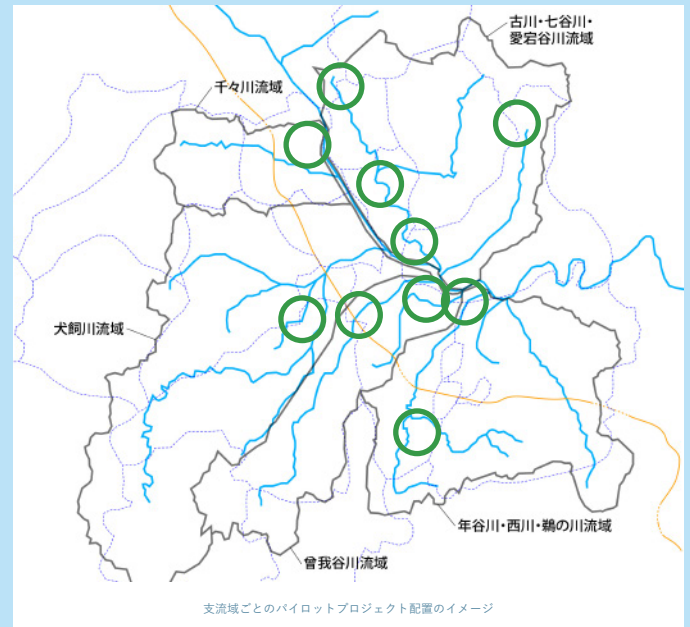 古川・七谷川・
愛宕谷川流域
千々川流域
犬飼川流域
年谷川・西川・鵜の川流域
曾我谷川流域
支流域ごとのパイロットプロジェクト配置のイメージ